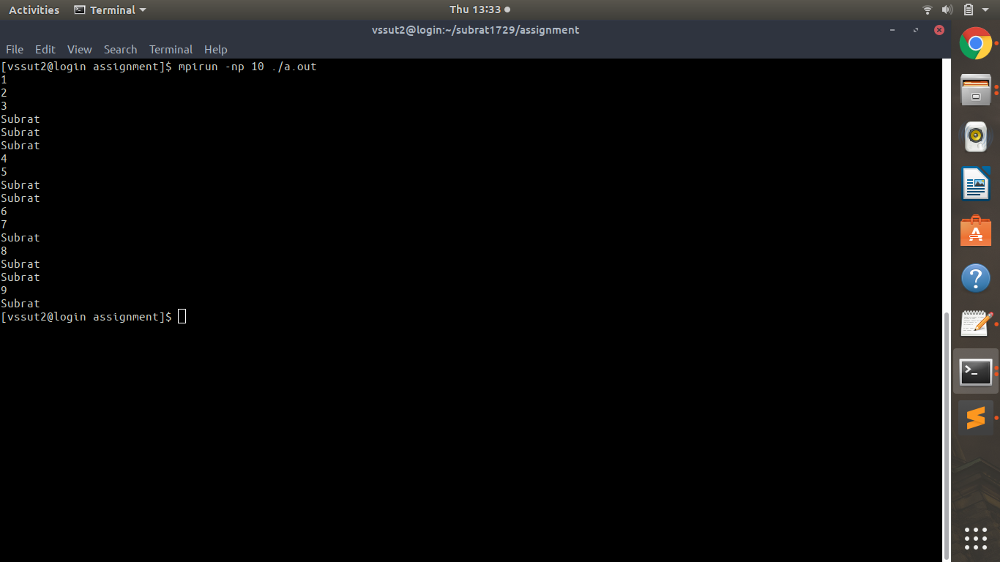 Activities Terminal Thu 13:33
vssut2@login:~/subrat1729/assignment
File Edit View Search Terminal Help
[vssut2@login assignment]$ mpirun -np 10 ./a.out
1
2
3
Subrat
Subrat
Subrat
4
5
Subrat
Subrat
6
7
Subrat
8
Subrat
Subrat
9
Subrat
[vssut2@login assignment]$